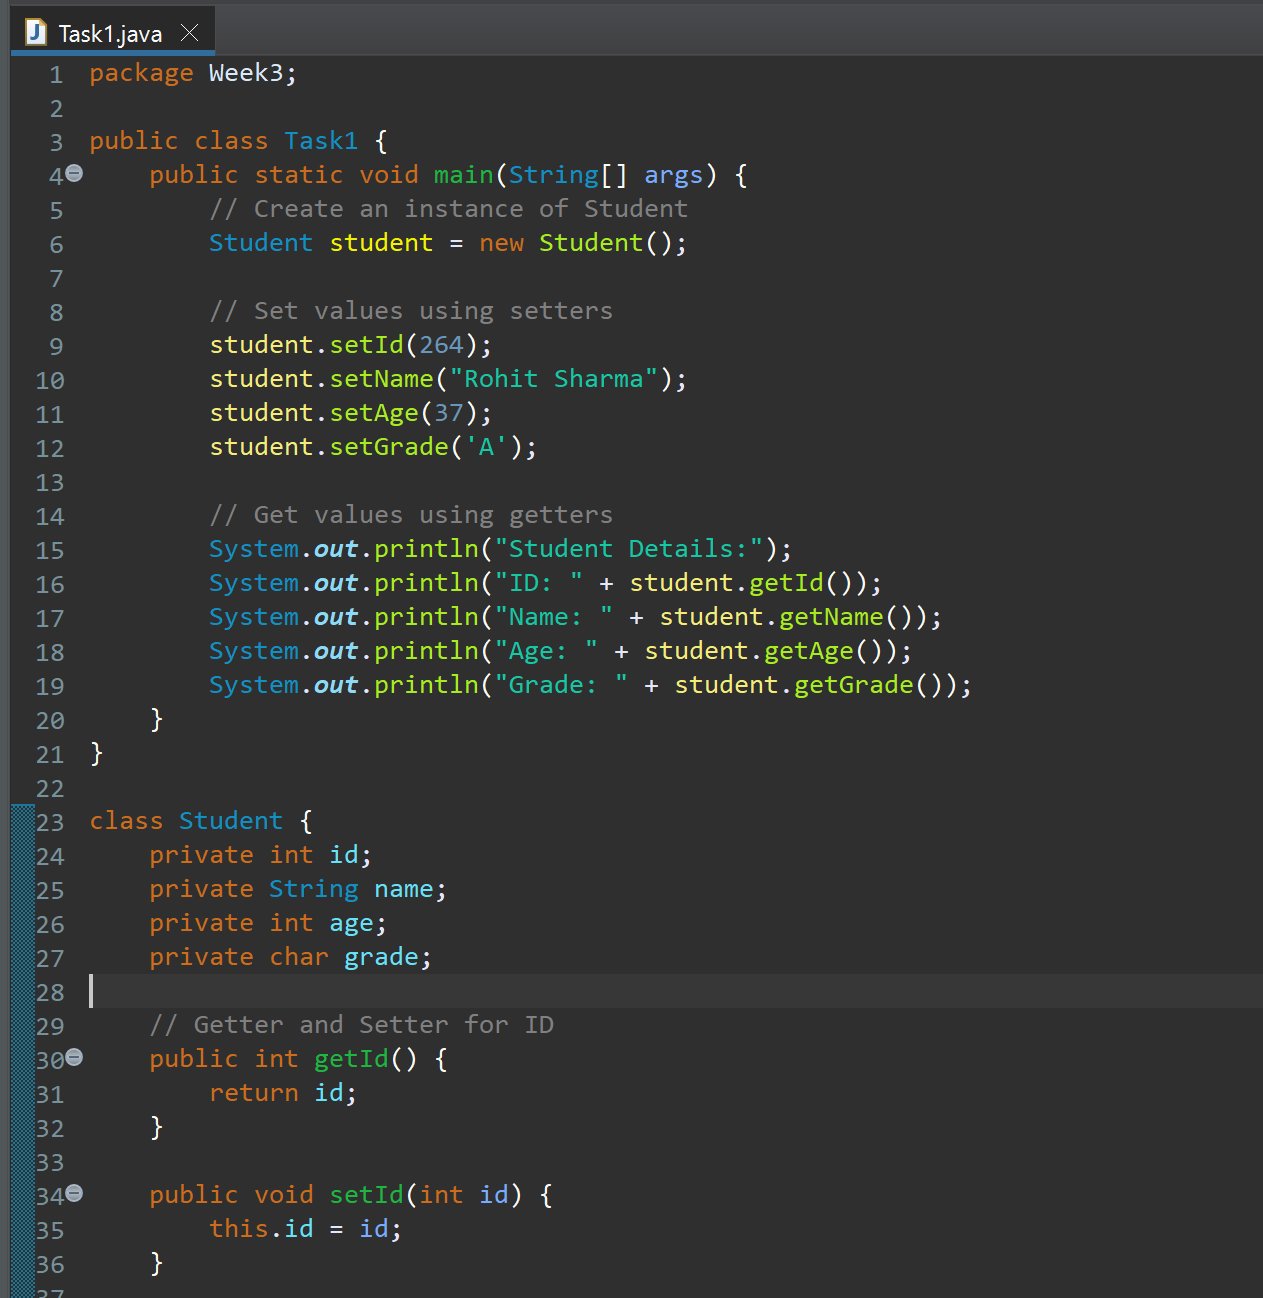 Task1.java
1 package Week3;
2
3 public class Task1 {
4     public static void main(String[] args) {
5         // Create an instance of Student
6         Student student = new Student();
7
8         // Set values using setters
9         student.setId(264);
10         student.setName("Rohit Sharma");
11         student.setAge(37);
12         student.setGrade('A');
13
14         // Get values using getters
15         System.out.println("Student Details:");
16         System.out.println("ID: " + student.getId());
17         System.out.println("Name: " + student.getName());
18         System.out.println("Age: " + student.getAge());
19         System.out.println("Grade: " + student.getGrade());
20     }
21 }
22
23 class Student {
24     private int id;
25     private String name;
26     private int age;
27     private char grade;
28
29     // Getter and Setter for ID
30     public int getId() {
31         return id;
32     }
33
34     public void setId(int id) {
35         this.id = id;
36     }
37